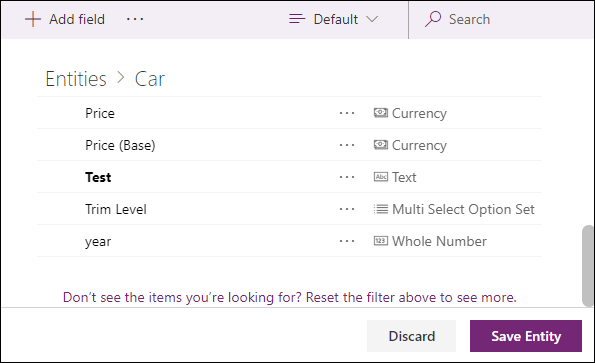 Add field ··· Default Search
Entities > Car
Price ··· Currency
Price (Base) ··· Currency
Test ··· Abc Text
Trim Level ··· Multi Select Option Set
year ··· 123 Whole Number
Don't see the items you're looking for? Reset the filter above to see more.
Discard Save Entity